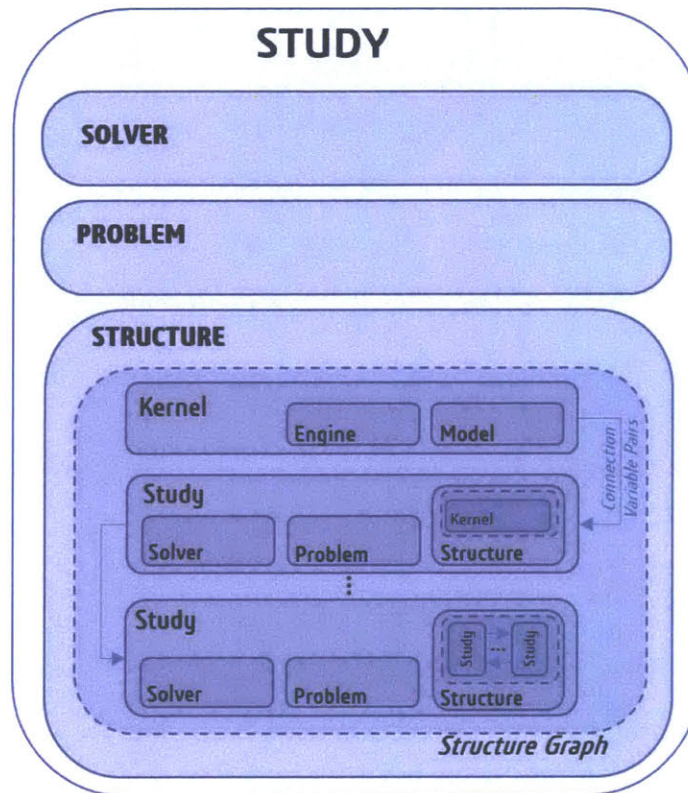 STUDY
SOLVER
PROBLEM
STRUCTURE
Kernel
Engine
Model
Connection
Variable Pairs
Study
Kernel
Solver
Problem
Structure
⋮
Study
Study
...
Study
Solver
Problem
Structure
Structure Graph